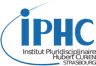 iPHC
Institut Pluridisciplinaire
Hubert CURIEN
STRASBOURG